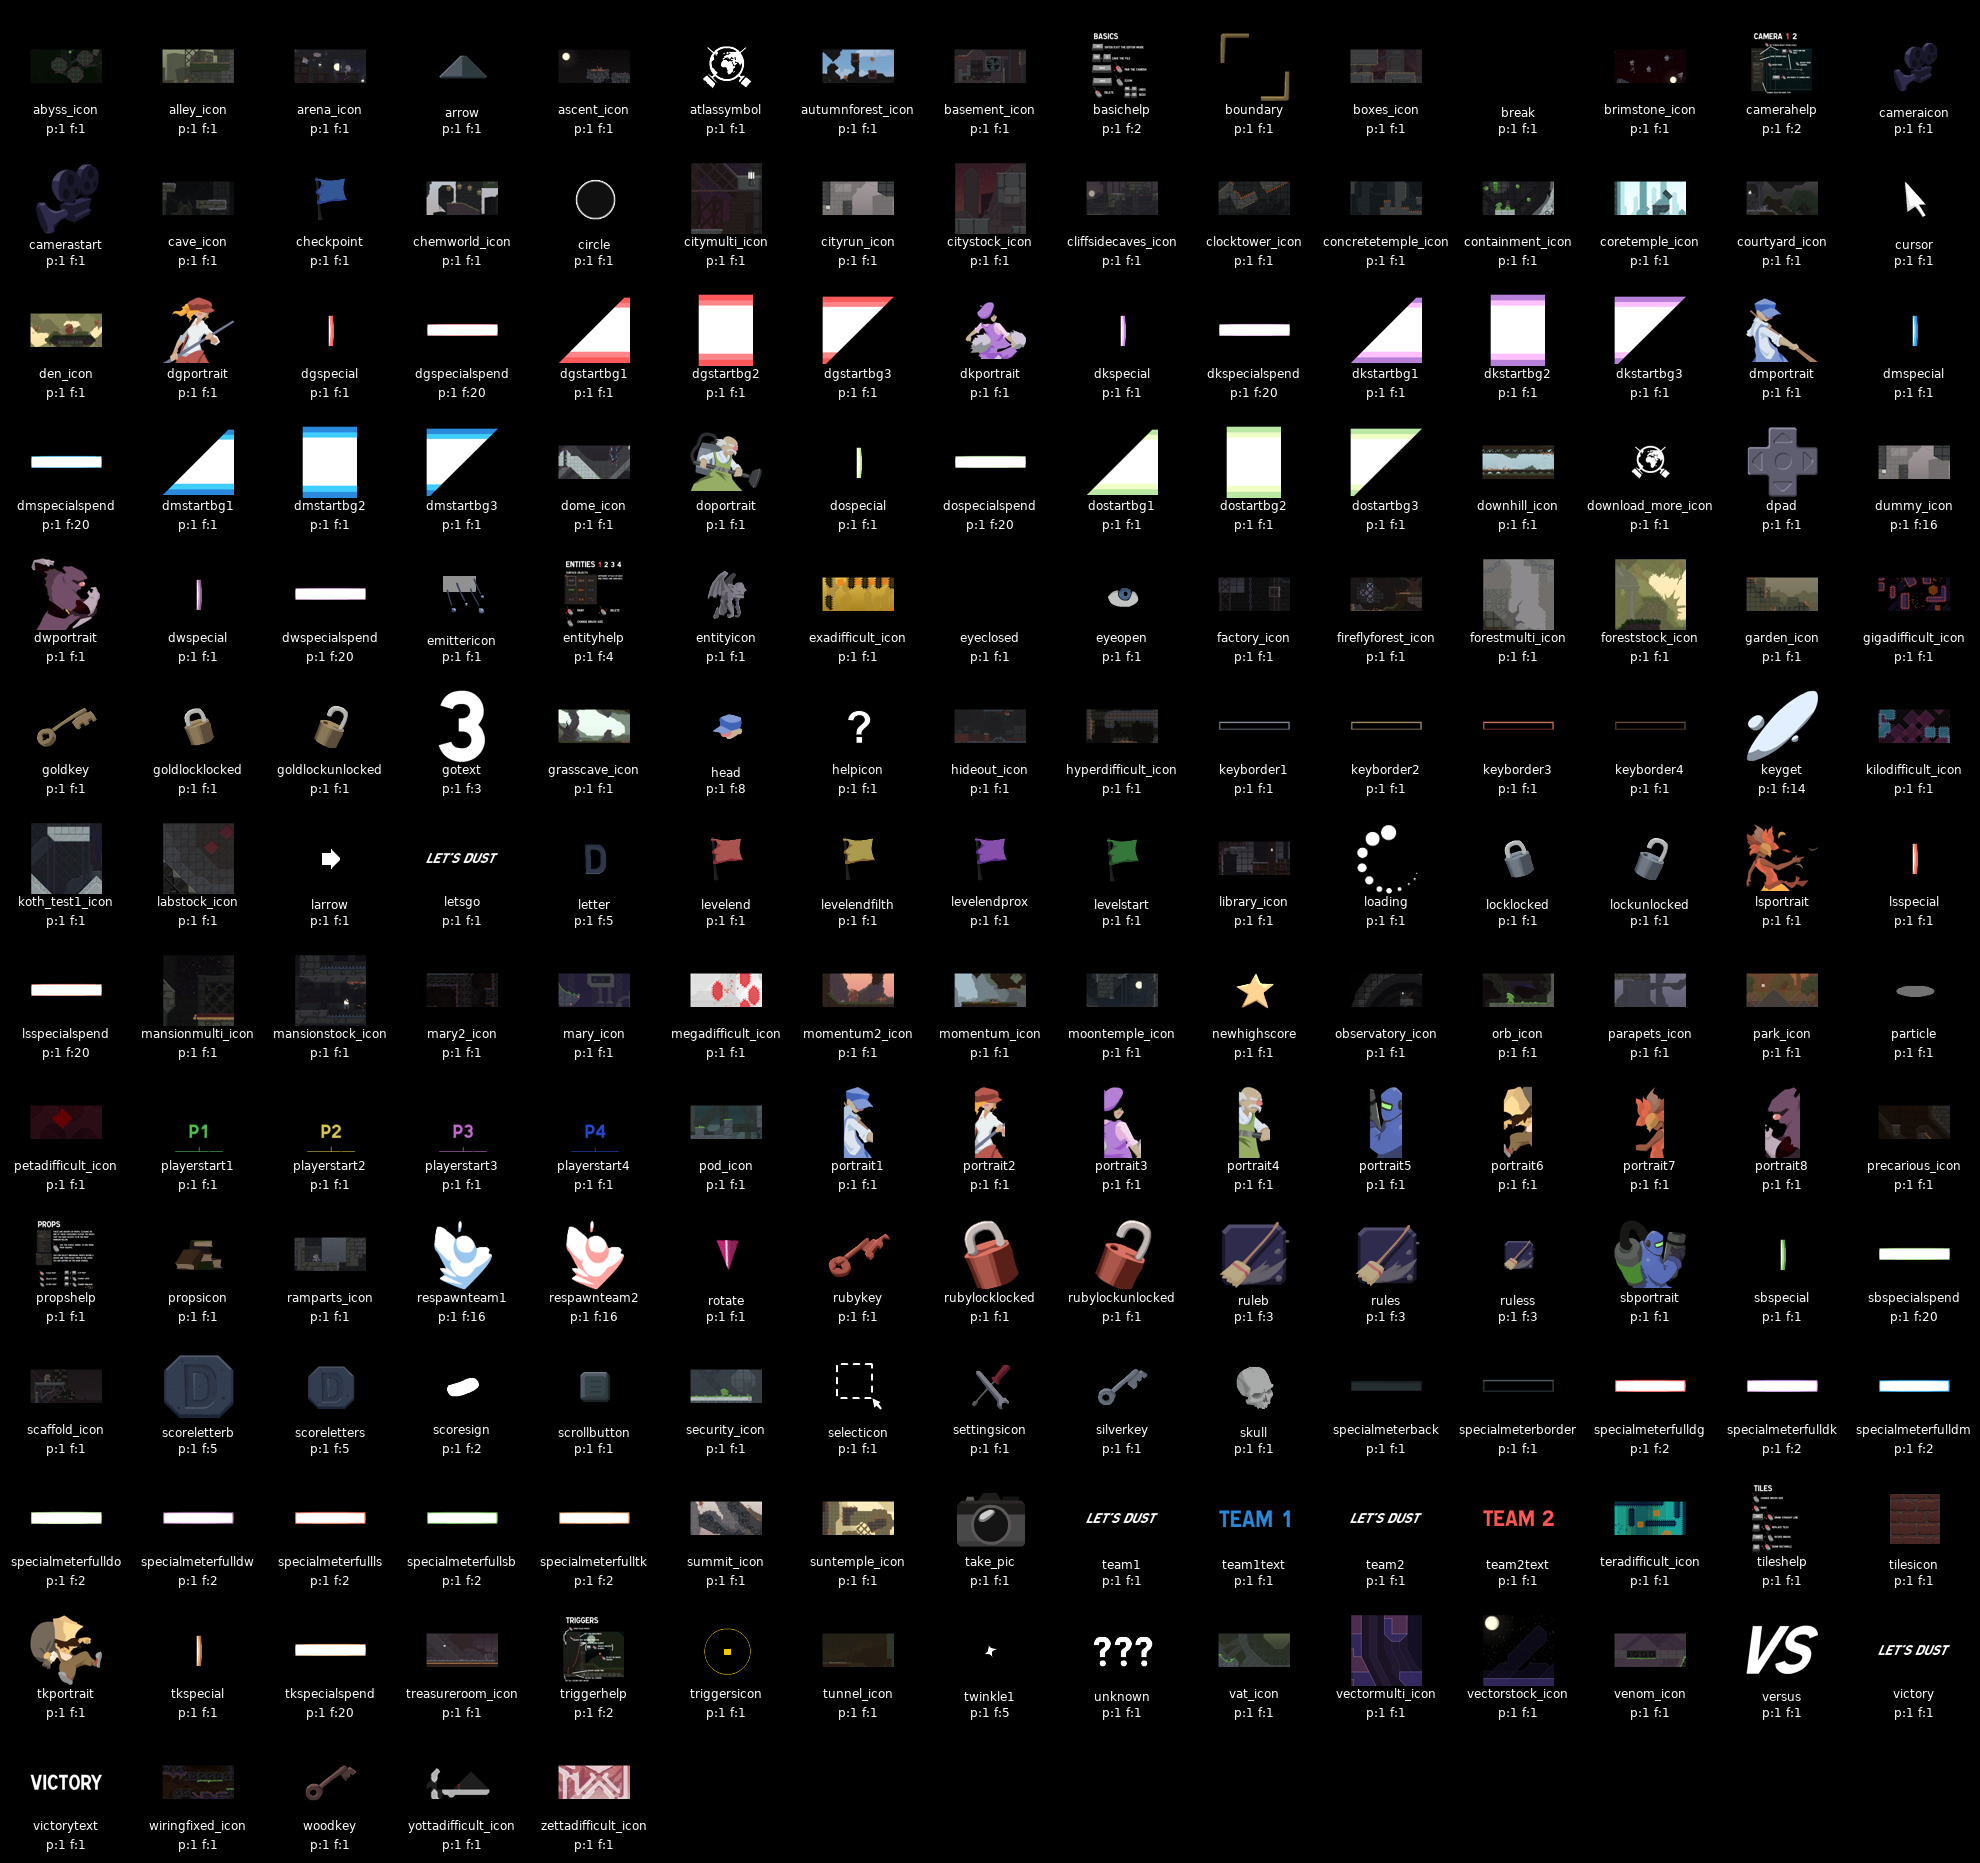 BASICS
CAMERA 1 2
abyss_icon alley_icon arena_icon arrow ascent_icon atlassymbol autumnforest_icon basement_icon basichelp boundary boxes_icon break brimstone_icon camerahelp cameraicon
p:1 f:1 p:1 f:1 p:1 f:1 p:1 f:1 p:1 f:1 p:1 f:1 p:1 f:1 p:1 f:1 p:1 f:2 p:1 f:1 p:1 f:1 p:1 f:1 p:1 f:1 p:1 f:2 p:1 f:1
camerastart cave_icon checkpoint chemworld_icon circle citymulti_icon cityrun_icon citystock_icon cliffsidecaves_icon clocktower_icon concretetemple_icon containment_icon coretemple_icon courtyard_icon cursor
p:1 f:1 p:1 f:1 p:1 f:1 p:1 f:1 p:1 f:1 p:1 f:1 p:1 f:1 p:1 f:1 p:1 f:1 p:1 f:1 p:1 f:1 p:1 f:1 p:1 f:1 p:1 f:1 p:1 f:1
den_icon dgportrait dgspecial dgspecialspend dgstartbg1 dgstartbg2 dgstartbg3 dkportrait dkspecial dkspecialspend dkstartbg1 dkstartbg2 dkstartbg3 dmportrait dmspecial
p:1 f:1 p:1 f:1 p:1 f:1 p:1 f:20 p:1 f:1 p:1 f:1 p:1 f:1 p:1 f:1 p:1 f:1 p:1 f:20 p:1 f:1 p:1 f:1 p:1 f:1 p:1 f:1 p:1 f:1
dmspecialspend dmstartbg1 dmstartbg2 dmstartbg3 dome_icon doportrait dospecial dospecialspend dostartbg1 dostartbg2 dostartbg3 downhill_icon download_more_icon dpad dummy_icon
p:1 f:20 p:1 f:1 p:1 f:1 p:1 f:1 p:1 f:1 p:1 f:1 p:1 f:1 p:1 f:20 p:1 f:1 p:1 f:1 p:1 f:1 p:1 f:1 p:1 f:1 p:1 f:1 p:1 f:16
ENTITIES 1 2 3 4
dwportrait dwspecial dwspecialspend emittericon entityhelp entityicon exadifficult_icon eyeclosed eyeopen factory_icon fireflyforest_icon forestmulti_icon foreststock_icon garden_icon gigadifficult_icon
p:1 f:1 p:1 f:1 p:1 f:20 p:1 f:1 p:1 f:4 p:1 f:1 p:1 f:1 p:1 f:1 p:1 f:1 p:1 f:1 p:1 f:1 p:1 f:1 p:1 f:1 p:1 f:1 p:1 f:1
3 ?
goldkey goldlocklocked goldlockunlocked gotext grasscave_icon head helpicon hideout_icon hyperdifficult_icon keyborder1 keyborder2 keyborder3 keyborder4 keyget kilodifficult_icon
p:1 f:1 p:1 f:1 p:1 f:1 p:1 f:3 p:1 f:1 p:1 f:8 p:1 f:1 p:1 f:1 p:1 f:1 p:1 f:1 p:1 f:1 p:1 f:1 p:1 f:1 p:1 f:14 p:1 f:1
LET'S DUST D
koth_test1_icon labstock_icon larrow letsgo letter levelend levelendfilth levelendprox levelstart library_icon loading locklocked lockunlocked lsportrait lsspecial
p:1 f:1 p:1 f:1 p:1 f:1 p:1 f:1 p:1 f:5 p:1 f:1 p:1 f:1 p:1 f:1 p:1 f:1 p:1 f:1 p:1 f:1 p:1 f:1 p:1 f:1 p:1 f:1 p:1 f:1
lsspecialspend mansionmulti_icon mansionstock_icon mary2_icon mary_icon megadifficult_icon momentum2_icon momentum_icon moontemple_icon newhighscore observatory_icon orb_icon parapets_icon park_icon particle
p:1 f:20 p:1 f:1 p:1 f:1 p:1 f:1 p:1 f:1 p:1 f:1 p:1 f:1 p:1 f:1 p:1 f:1 p:1 f:1 p:1 f:1 p:1 f:1 p:1 f:1 p:1 f:1 p:1 f:1
P1 P2 P3 P4
petadifficult_icon playerstart1 playerstart2 playerstart3 playerstart4 pod_icon portrait1 portrait2 portrait3 portrait4 portrait5 portrait6 portrait7 portrait8 precarious_icon
p:1 f:1 p:1 f:1 p:1 f:1 p:1 f:1 p:1 f:1 p:1 f:1 p:1 f:1 p:1 f:1 p:1 f:1 p:1 f:1 p:1 f:1 p:1 f:1 p:1 f:1 p:1 f:1 p:1 f:1
PROPS
propshelp propsicon ramparts_icon respawnteam1 respawnteam2 rotate rubykey rubylocklocked rubylockunlocked ruleb rules ruless sbportrait sbspecial sbspecialspend
p:1 f:1 p:1 f:1 p:1 f:1 p:1 f:16 p:1 f:16 p:1 f:1 p:1 f:1 p:1 f:1 p:1 f:1 p:1 f:3 p:1 f:3 p:1 f:3 p:1 f:1 p:1 f:1 p:1 f:20
D D
scaffold_icon scoreletterb scoreletters scoresign scrollbutton security_icon selecticon settingsicon silverkey skull specialmeterback specialmeterborder specialmeterfulldg specialmeterfulldk specialmeterfulldm
p:1 f:1 p:1 f:5 p:1 f:5 p:1 f:2 p:1 f:1 p:1 f:1 p:1 f:1 p:1 f:1 p:1 f:1 p:1 f:1 p:1 f:1 p:1 f:1 p:1 f:2 p:1 f:2 p:1 f:2
TILES
LET'S DUST TEAM 1 LET'S DUST TEAM 2
specialmeterfulldo specialmeterfulldw specialmeterfullls specialmeterfullsb specialmeterfulltk summit_icon suntemple_icon take_pic team1 team1text team2 team2text teradifficult_icon tileshelp tilesicon
p:1 f:2 p:1 f:2 p:1 f:2 p:1 f:2 p:1 f:2 p:1 f:1 p:1 f:1 p:1 f:1 p:1 f:1 p:1 f:1 p:1 f:1 p:1 f:1 p:1 f:1 p:1 f:1 p:1 f:1
TRIGGERS
??? VS LET'S DUST
tkportrait tkspecial tkspecialspend treasureroom_icon triggerhelp triggersicon tunnel_icon twinkle1 unknown vat_icon vectormulti_icon vectorstock_icon venom_icon versus victory
p:1 f:1 p:1 f:1 p:1 f:20 p:1 f:1 p:1 f:2 p:1 f:1 p:1 f:1 p:1 f:5 p:1 f:1 p:1 f:1 p:1 f:1 p:1 f:1 p:1 f:1 p:1 f:1 p:1 f:1
VICTORY
victorytext wiringfixed_icon woodkey yottadifficult_icon zettadifficult_icon
p:1 f:1 p:1 f:1 p:1 f:1 p:1 f:1 p:1 f:1